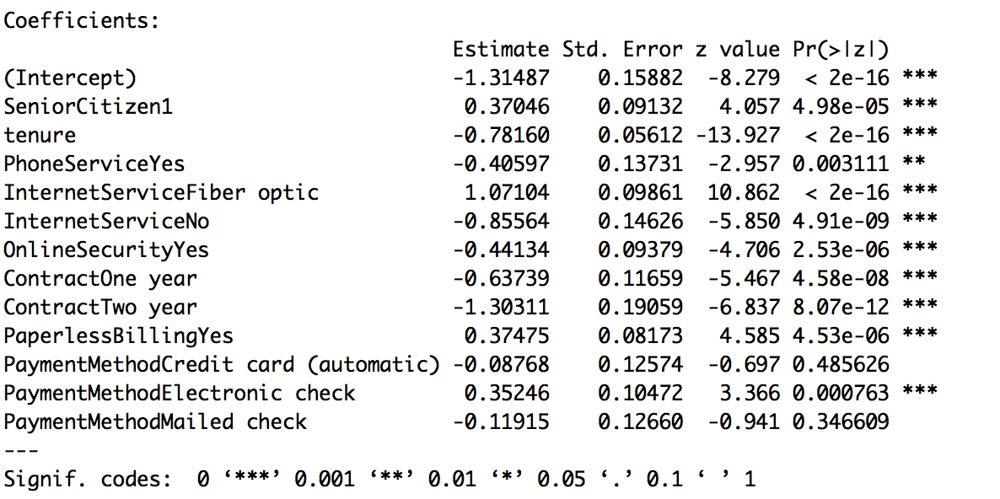 Coefficients:
Estimate Std. Error z value Pr(>|z|)
(Intercept) -1.31487 0.15882 -8.279 < 2e-16 ***
SeniorCitizen1 0.37046 0.09132 4.057 4.98e-05 ***
tenure -0.78160 0.05612 -13.927 < 2e-16 ***
PhoneServiceYes -0.40597 0.13731 -2.957 0.003111 **
InternetServiceFiber optic 1.07104 0.09861 10.862 < 2e-16 ***
InternetServiceNo -0.85564 0.14626 -5.850 4.91e-09 ***
OnlineSecurityYes -0.44134 0.09379 -4.706 2.53e-06 ***
ContractOne year -0.63739 0.11659 -5.467 4.58e-08 ***
ContractTwo year -1.30311 0.19059 -6.837 8.07e-12 ***
PaperlessBillingYes 0.37475 0.08173 4.585 4.53e-06 ***
PaymentMethodCredit card (automatic) -0.08768 0.12574 -0.697 0.485626
PaymentMethodElectronic check 0.35246 0.10472 3.366 0.000763 ***
PaymentMethodMailed check -0.11915 0.12660 -0.941 0.346609
---
Signif. codes: 0 ‘***’ 0.001 ‘**’ 0.01 ‘*’ 0.05 ‘.’ 0.1 ‘ ’ 1